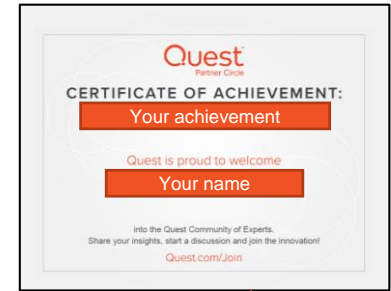 Quest
Partner Circle
CERTIFICATE OF ACHIEVEMENT:
Your achievement
Quest is proud to welcome
Your name
into the Quest Community of Experts.
Share your insights, start a discussion and join the innovation!
Quest.com/Join